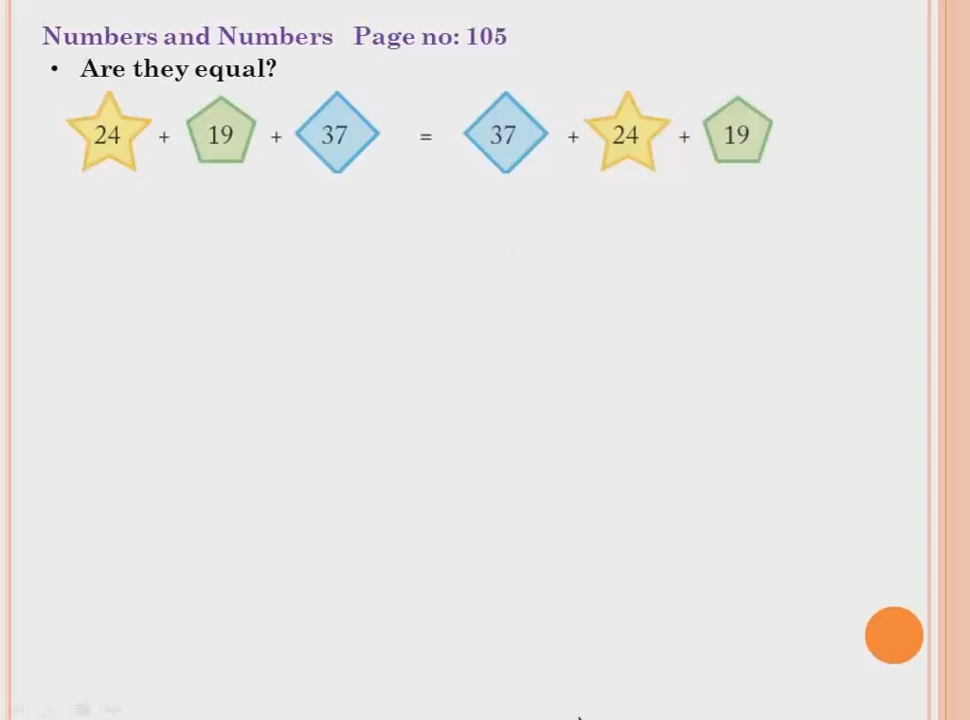 Numbers and Numbers Page no: 105
• Are they equal?
24 + 19 + 37 = 37 + 24 + 19